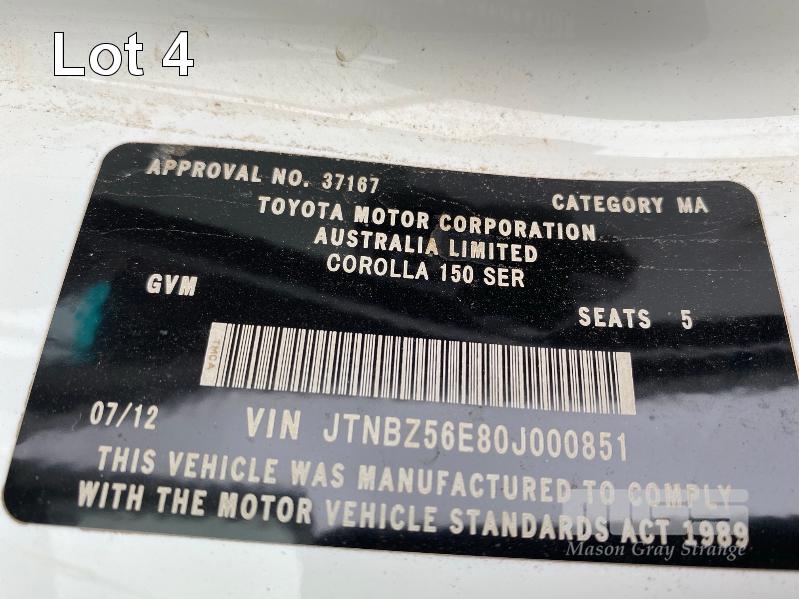 Lot 4
APPROVAL NO. 37167
CATEGORY MA
TOYOTA MOTOR CORPORATION
AUSTRALIA LIMITED
COROLLA 150 SER
GVM
SEATS 5
TMCA
07/12 VIN JTNBZ56E80J000851
THIS VEHICLE WAS MANUFACTURED TO COMPLY
WITH THE MOTOR VEHICLE STANDARDS ACT 1989
MGS
Mason Gray Strange